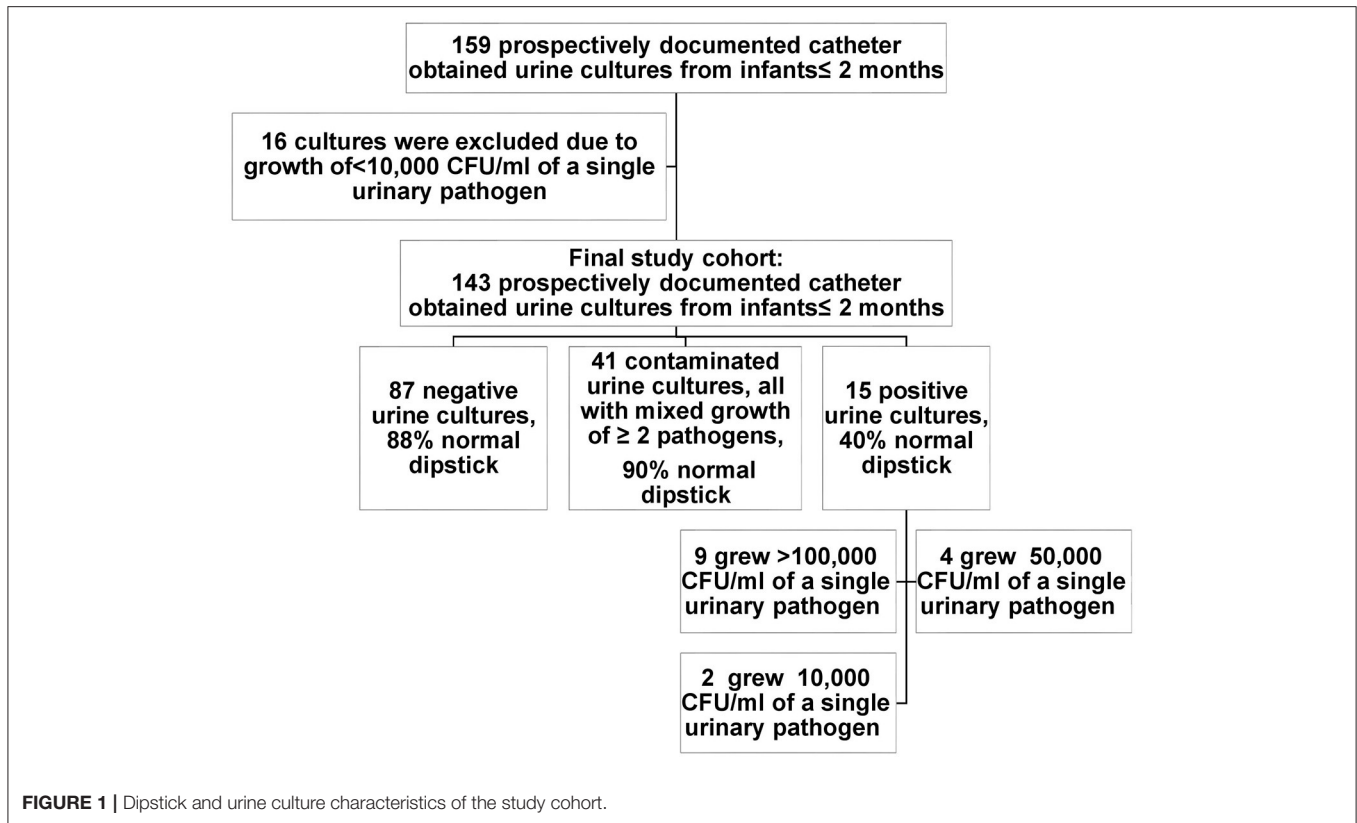 159 prospectively documented catheter
obtained urine cultures from infants≤ 2 months
16 cultures were excluded due to
growth of<10,000 CFU/ml of a single
urinary pathogen
Final study cohort:
143 prospectively documented catheter
obtained urine cultures from infants≤ 2 months
87 negative
urine cultures,
88% normal
dipstick
41 contaminated
urine cultures, all
with mixed growth
of ≥ 2 pathogens,
90% normal
dipstick
15 positive
urine cultures,
40% normal
dipstick
9 grew >100,000
CFU/ml of a single
urinary pathogen
4 grew 50,000
CFU/ml of a single
urinary pathogen
2 grew 10,000
CFU/ml of a single
urinary pathogen
FIGURE 1 | Dipstick and urine culture characteristics of the study cohort.